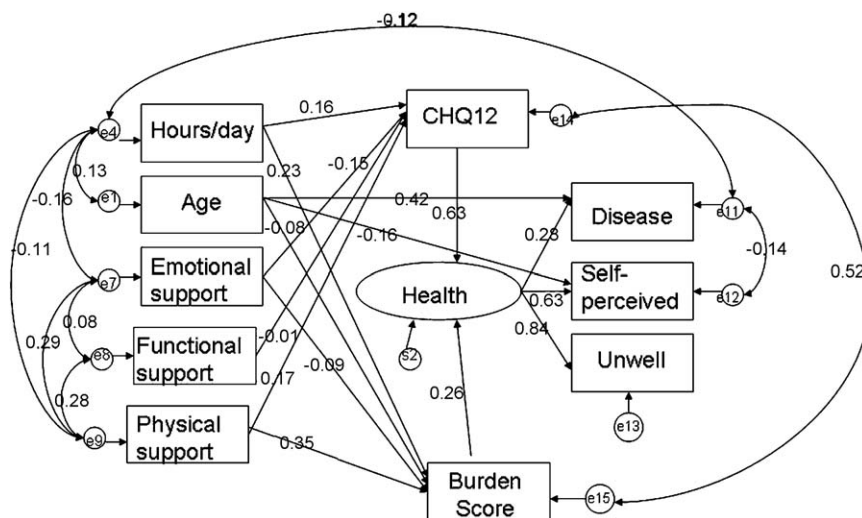 -0.12
e4
Hours/day
0.16
CHQ12
e14
0.13
e1
Age
0.23
-0.15
0.42
Disease
e11
-0.16
-0.08
0.63
-0.16
0.28
-0.14
0.52
-0.11
e7
Emotional
support
Health
0.63
Self-
perceived
e12
0.08
0.84
0.29
e8
Functional
support
-0.01
-0.09
s2
Unwell
0.28
0.17
0.26
e13
e9
Physical
support
0.35
Burden
Score
e15